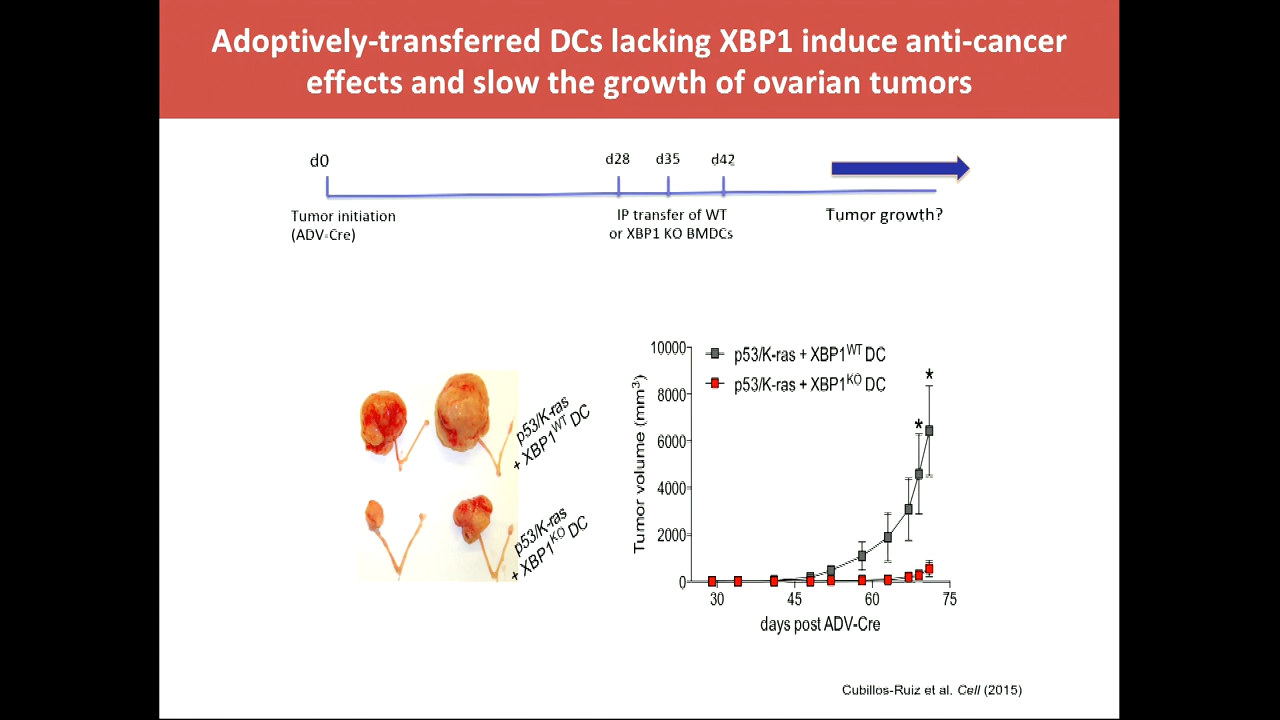 Adoptively-transferred DCs lacking XBP1 induce anti-cancer
effects and slow the growth of ovarian tumors
d0
d28 d35 d42
Tumor initiation
(ADV-Cre)
IP transfer of WT
or XBP1 KO BMDCs
Tumor growth?
p53/K-ras
+ XBP1WT DC
p53/K-ras
+ XBP1KO DC
p53/K-ras + XBP1WT DC
p53/K-ras + XBP1KO DC
Tumor volume (mm3)
10000
8000
6000
4000
2000
0
* *
30 45 60 75
days post ADV-Cre
Cubillos-Ruiz et al. Cell (2015)